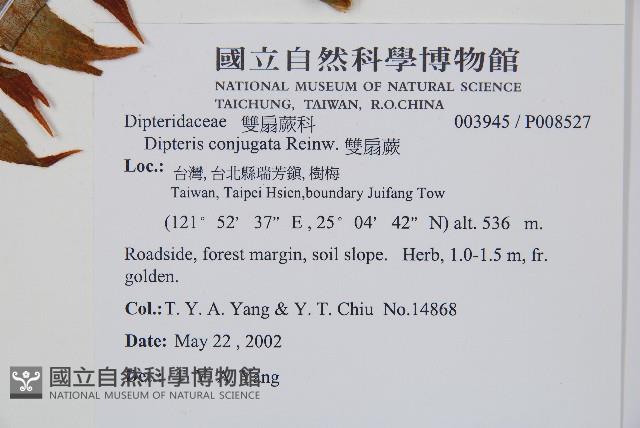 國立自然科學博物館
NATIONAL MUSEUM OF NATURAL SCIENCE
TAICHUNG, TAIWAN, R.O.CHINA
Dipteridaceae 雙扇蕨科 003945 / P008527
Dipteris conjugata Reinw. 雙扇蕨
Loc.: 台灣, 台北縣瑞芳鎮, 樹梅
Taiwan, Taipei Hsien,boundary Juifang Tow
(121° 52' 37" E , 25° 04' 42" N) alt. 536 m.
Roadside, forest margin, soil slope. Herb, 1.0-1.5 m, fr.
golden.
Col.: T. Y. A. Yang & Y. T. Chiu No.14868
Date: May 22 , 2002
Yang
國立自然科學博物館
NATIONAL MUSEUM OF NATURAL SCIENCE